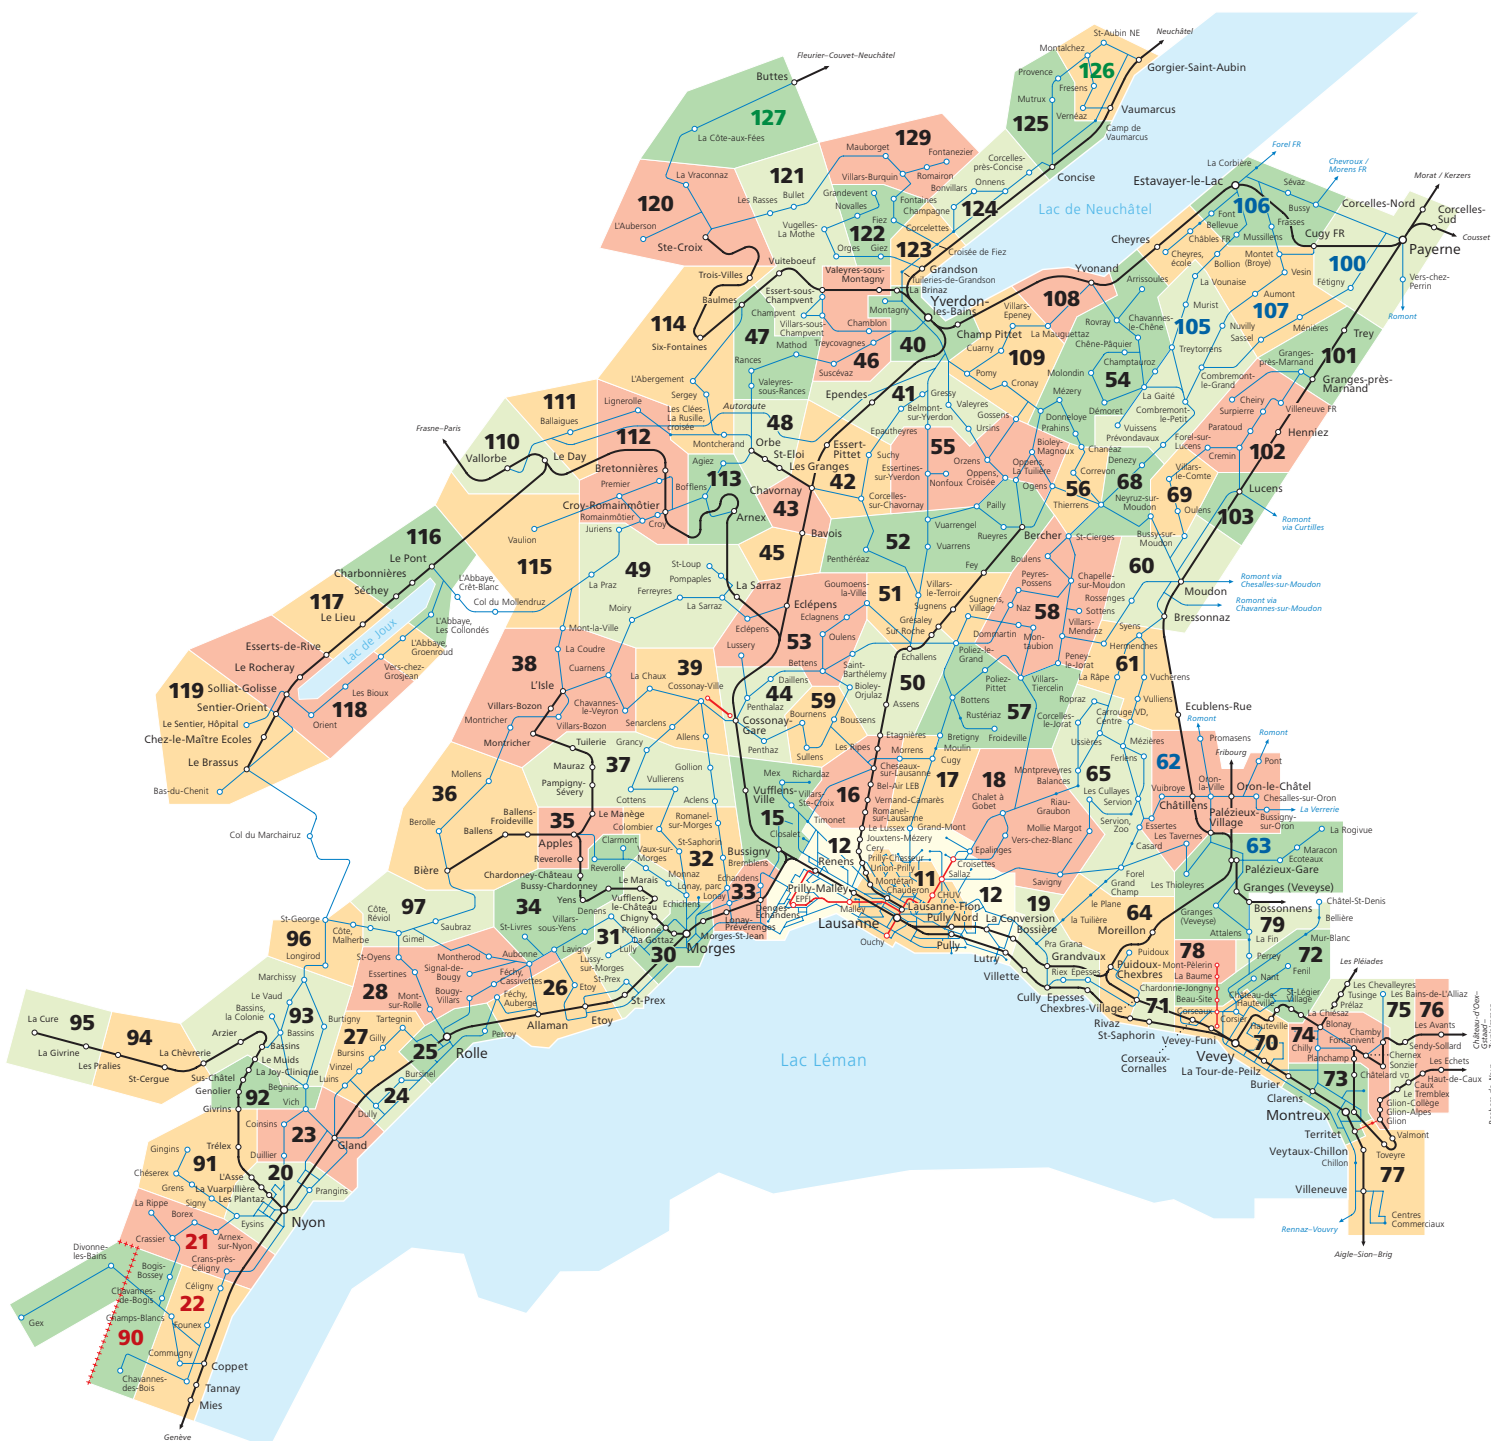 Fleurier–Couvet–Neuchâtel
Buttes
127
La Côte-aux-Fées
St-Aubin NE
Neuchâtel
Montalchez
Gorgier-Saint-Aubin
126
Provence
Fresens
Mutrux
Vaumarcus
Vernéaz
125
Camp de
Vaumarcus
Concise
129
Mauborget
Fontanezier
Villars-Burquin
Romairon
Corcelles-
près-Concise
Onnens
Bonvillars
124
121
La Vraconnaz
Bullet
Les Rasses
120
L'Auberson
Ste-Croix
Grandevent
Novalles
Fontaines
Champagne
Vugelles-
La Mothe
Fiez
122
Corcelettes
Orges
Giez
123
Croisée de Fiez
Lac de Neuchâtel
La Corbière
Forel FR
Chevroux /
Morens FR
Estavayer-le-Lac
Sévaz
Morat / Kerzers
Corcelles-Nord
Corcelles-
Sud
Cousset
106
Bussy
Font
Bellevue
Frasses
Châbles FR
Mussillens
Cugy FR
Payerne
Cheyres
Cheyres,
école
Montet
(Broye)
Bollion
Vesin
100
Fétigny
Vers-chez-
Perrin
Romont
Vuiteboeuf
Trois-Villes
Baulmes
Valeyres-sous-
Montagny
Grandson
Tuileries-de-Grandson
La Brinaz
Essert-sous-
Champvent
Champvent
Montagny
Yverdon-
les-Bains
Yvonand
108
Arrissoules
La Vounaise
Aumont
Murist
107
114
Six-Fontaines
47
Villars-sous-
Champvent
Chamblon
Treycovagnes
46
40
Mathod
Suscévaz
Rances
Champ Pittet
Villars-
Epeney
La Mauguettaz
Rovray
Chavannes-
le-Chêne
105
Nuvilly
Sassel
Ménières
Trey
Cuarny
109
Chêne-Pâquier
Champtauroz
Treytorrens
Granges-
près-Marnand
101
Granges-près-
Marnand
Combremont-
le-Grand
L'Abergement
Sergey
Valeyres-
sous-Rances
Ependes
41
Gressy
Pomy
Cronay
Molondin
54
Mézery
Démoret
La Gaité
Combremont-
le-Petit
Cheiry
Surpierre
Villeneuve FR
111
Ballaigues
Lignerolle
Les Clées-
La Rusille,
croisée
Autoroute
48
Belmont-
sur-Yverdon
Valeyres
Gossens
Ursins
Donneloye
Prahins
Vuissens
Prévondavaux
Paratoud
Henniez
Frasne–Paris
110
Vallorbe
Le Day
112
Montcherand
Orbe
St-Eloi
Les Granges
Essert-
Pittet
Epautheyres
Suchy
55
Bioley-
Magnoux
Chanéaz
Forel-sur-
Lucens
Cremin
102
Bretonnières
Agiez
Premier
Bofflens
113
Chavornay
42
Essertines-
sur-Yverdon
Nonfoux
Orzens
Oppens,
Croisée
Oppens,
La Tuilière
Ogens
Correvon
Denezy
56
68
Villars-
le-Comte
Lucens
Croy-Romainmôtier
Romainmôtier
Croy
Arnex
43
Corcelles-
sur-Chavornay
Pailly
Thierrens
Neyruz-sur-
Moudon
69
Oulens
103
Romont
via Curtilles
Juriens
Vaulion
Bavois
Vuarrengel
Rueyres
Bercher
Bussy-sur-
Moudon
116
Le Pont
Charbonnières
Séchey
115
49
St-Loup
Pompaples
45
52
Penthéréaz
Vuarrens
Fey
St-Cierges
Boulens
60
L'Abbaye,
Crêt-Blanc
La Praz
Ferreyres
La Sarraz
La Sarraz
Goumoens-
la-Ville
51
Villars-
le-Terroir
Peyres-
Possens
Chapelle-
sur-Moudon
Romont via
Chesalles-sur-Moudon
Moudon
117
Le Lieu
Col du Mollendruz
Moiry
Eclépens
Eclagnens
Sugnens
Sugnens,
Village
Naz
58
Rossenges
Sottens
Romont via
Chavannes-sur-Moudon
Bressonnaz
L'Abbaye,
Les Collondés
Lac de Joux
Mont-la-Ville
Eclépens
53
Oulens
Grésaley
Sur Roche
Dommartin
Mon-
taubion
Villars-
Mendraz
Syens
Hermenches
Esserts-de-Rive
Le Rocheray
L'Abbaye,
Groenroud
Vers-chez-
Grosjean
38
La Coudre
Lussery
Echallens
Poliez-le-
Grand
Peney-
le-Jorat
61
La Râpe
Vucherens
119
Solliat-Golisse
Sentier-Orient
Les Bioux
118
Cuarnens
39
La Chaux
Cossonay-Ville
Bettens
Daillens
44
Saint-
Barthélemy
Bioley-
Orjulaz
50
Poliez-
Pittet
Villars-
Tiercelin
Ropraz
Vulliens
Le Sentier, Hôpital
Orient
Chez-le-Maître Ecoles
L'Isle
Villars-Bozon
Chavannes-
le-Veyron
Villars-Bozon
Senarclens
Penthalaz
Cossonay-
Gare
59
Bournens
Boussens
Assens
Bottens
Rustériaz
57
Corcelles-
le-Jorat
Carrouge VD,
Centre
Ecublens-Rue
Romont
Montricher
Montricher
Le Brassus
Bas-du-Chenit
Tuilerie
Grancy
Allens
Penthaz
Sullens
Etagnières
Bretigny
Froideville
Ussières
Mézières
Promasens
Fribourg
Romont
Mauraz
37
Gollion
Les Ripes
Morrens
Moulin
Cugy
Ferlens
62
Pont
Mollens
Pampigny-
Sévery
Vullierens
Mex
Richardaz
Cheseaux-
sur-Lausanne
17
18
Montpreveyres
Balances
65
Oron-
la-Ville
Oron-le-Châtel
36
Cottens
Aclens
Vufflens-
Ville
Villars-
Ste-Croix
16
Bel-Air LEB
Vernand-Camarès
Chalet à
Gobet
Riau-
Graubon
Les Cullayes
Servion
Vuibroye
Châtillens
Chesalles-sur-Oron
La Verrerie
Le Manège
Ballens-
Froideville
Ballens
35
Colombier
Romanel-
sur-Morges
15
Timonet
Romanel-
sur-Lausanne
Le Lussex
Grand-Mont
Mollie Margot
Servion,
Zoo
Palézieux-
Village
Bussigny-
sur-Oron
Berolle
Apples
Clarmont
St-Saphorin
Closalet
12
Jouxtens-Mézery
Vers-chez-Blanc
Essertes
Les Tavernes
La Rogivue
Col du Marchairuz
Reverolle
Vaux-sur-
Morges
32
Bussigny
Cery
Epalinges
Casard
63
Maracon
Bière
Chardonney-Château
Reverolle
Monnaz
Bremblens
Renens
Prilly-Chasseur
Union-Prilly
Croisettes
Ecoteaux
Bussy-Chardonney
Le Marais
Lonay, parc
Echandens
Montétan
11
Sallaz
Savigny
Forel
Les Thioleyres
Palézieux-Gare
Yens
Vufflens-
le-Château
Lonay
33
Prilly-Malley
Chauderon
CHUV
12
Grand
Champ
Granges (Veveyse)
97
Côte,
Réviol
34
Denens
Chigny
Echichens
EPFL
Denges
Echandens
Malley
Lausanne-Flon
19
le Plane
Granges
(Veveyse)
Bossonnens
Châtel-St-Denis
St-George
Côte,
Malherbe
Villars-
sous-Yens
Prélionne
Lonay-
Préverenges
Lausanne
Pully Nord
La Conversion
la Tuilière
64
79
Bellière
Saubraz
St-Livres
31
La Gottaz
Morges-St-Jean
Bossière
Moreillon
Attalens
96
Longirod
Gimel
Lavigny
Lully
Morges
Ouchy
Pully
La Fin
Mur-Blanc
St-Oyens
Montherod
Aubonne
30
Lutry
Pra Grana
Puidoux
78
Perrey
72
Marchissy
Essertines
Signal-de-
Bougy
Lussy-
sur-Morges
Grandvaux
Puidoux-
Chexbres
Mont-Pèlerin
Fenil
Les Pléiades
28
Féchy,
Cassivettes
St-Prex
Villette
Riex
Epesses
La Baume
Nant
Les Chevalleyres
Le Vaud
Mont-
sur-Rolle
Bougy-
Villars
26
Etoy
St-Prex
Cully
Epesses
Chardonne-Jongny
Château-de-
Hauteville
St-Légier
Village
Tusinge
Les Bains-de-L'Alliaz
Bassins,
la Colonie
93
Burtigny
Tartegnin
Féchy,
Auberge
Chexbres-Village
71
Beau-Site
Prélaz
75
76
La Cure
95
94
Arzier
Bassins
27
Gilly
Allaman
Etoy
Rivaz
Corseaux
Corsier
La Chiésaz
Les Avants
La Givrine
La Chèvrerie
Bassins
Bursins
25
Rolle
Perroy
St-Saphorin
Vevey-Funi
Hauteville
74
Blonay
Chamby
Les Pralies
Le Muids
Vinzel
Lac Léman
Corseaux-
Cornalles
Vevey
70
Chilly
Fontanivent
Sendy-Sollard
St-Cergue
Sus-Châtel
La Joy-Clinique
Luins
Bursinel
La Tour-de-Peilz
Planchamp
Chernex
Sonzier
Les Echets
Genolier
92
Begnins
24
Burier
73
Châtelard VD
Caux
Haut-de-Caux
Givrins
Vich
Dully
Clarens
Le
Tremblex
Coinsins
23
Montreux
Glion-Collège
Glion-Alpes
Glion
Gingins
Trélex
Duillier
Gland
Territet
Valmont
91
20
Veytaux-Chillon
Toveyre
Chéserex
L'Asse
Chillon
Grens
La Vuarpillière
Les Plantaz
Prangins
77
La Rippe
Signy
Villeneuve
Borex
Eysins
Nyon
Centres
Commerciaux
21
Arnex-
sur-Nyon
Rennaz–Vouvry
Crassier
Aigle–Sion–Brig
Divonne-
les-Bains
Crans-près-
Céligny
Bogis-
Bossey
Céligny
Chavannes-
de-Bogis
22
Gex
Champs-Blancs
Founex
90
Commugny
Coppet
Chavannes-
des-Bois
Tannay
Mies
Genève